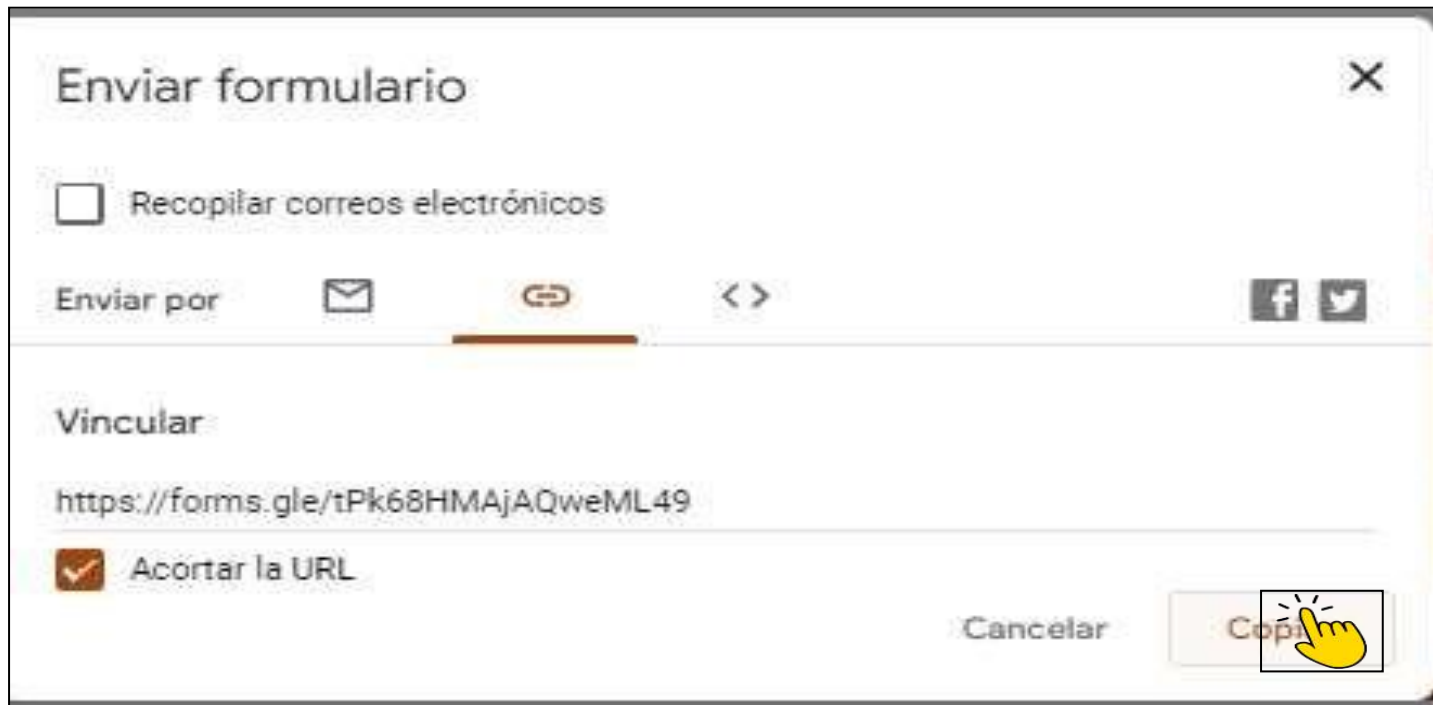 Enviar formulario
Recopilar correos electrónicos
Enviar por
Vincular
https://forms.gle/tPk68HMAjAQweML49
Acortar la URL
Cancelar